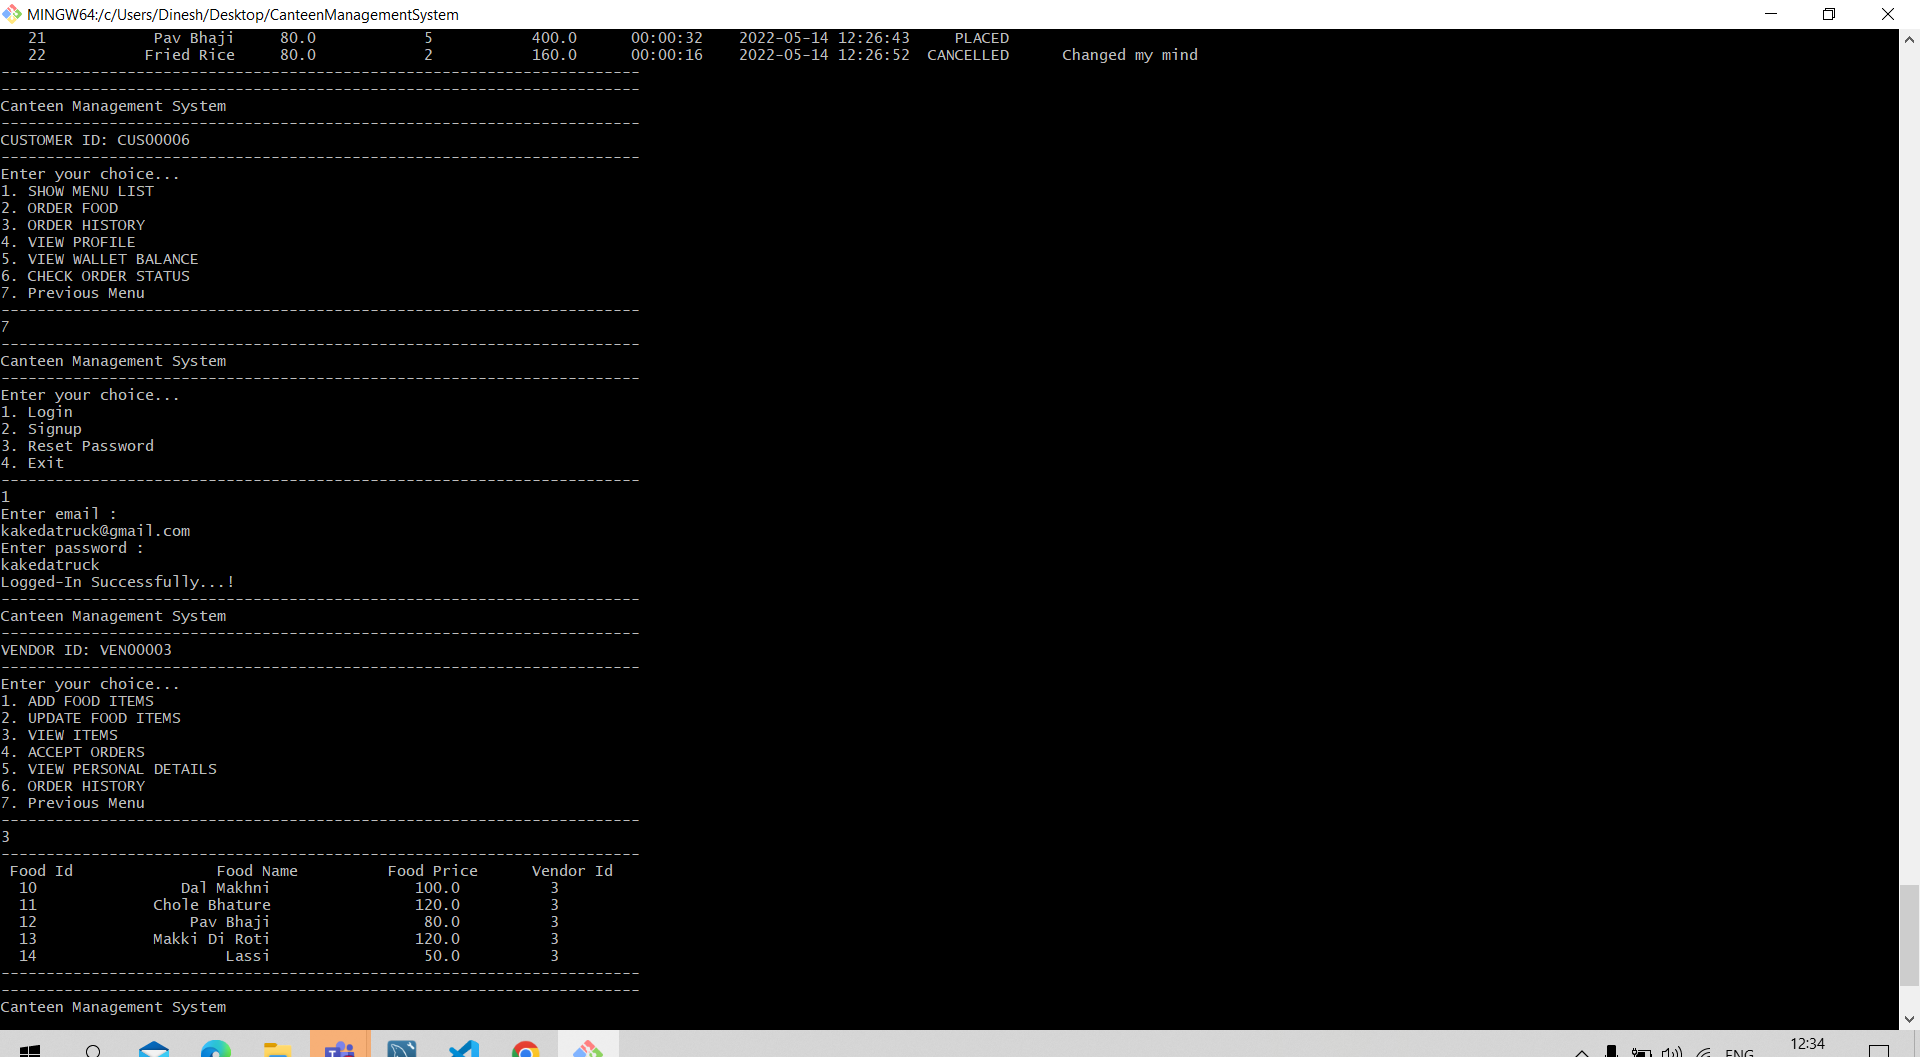 MINGW64:/c/Users/Dinesh/Desktop/CanteenManagementSystem
21 Pav Bhaji 80.0 5 400.0 00:00:32 2022-05-14 12:26:43 PLACED
22 Fried Rice 80.0 2 160.0 00:00:16 2022-05-14 12:26:52 CANCELLED Changed my mind
-----------------------------------------------------------------------
-----------------------------------------------------------------------
Canteen Management System
-----------------------------------------------------------------------
CUSTOMER ID: CUS00006
-----------------------------------------------------------------------
Enter your choice...
1. SHOW MENU LIST
2. ORDER FOOD
3. ORDER HISTORY
4. VIEW PROFILE
5. VIEW WALLET BALANCE
6. CHECK ORDER STATUS
7. Previous Menu
-----------------------------------------------------------------------
7
-----------------------------------------------------------------------
Canteen Management System
-----------------------------------------------------------------------
Enter your choice...
1. Login
2. Signup
3. Reset Password
4. Exit
-----------------------------------------------------------------------
1
Enter email :
kakedatruck@gmail.com
Enter password :
kakedatruck
Logged-In Successfully...!
-----------------------------------------------------------------------
Canteen Management System
-----------------------------------------------------------------------
VENDOR ID: VEN00003
-----------------------------------------------------------------------
Enter your choice...
1. ADD FOOD ITEMS
2. UPDATE FOOD ITEMS
3. VIEW ITEMS
4. ACCEPT ORDERS
5. VIEW PERSONAL DETAILS
6. ORDER HISTORY
7. Previous Menu
-----------------------------------------------------------------------
3
-----------------------------------------------------------------------
Food Id Food Name Food Price Vendor Id
10 Dal Makhni 100.0 3
11 Chole Bhature 120.0 3
12 Pav Bhaji 80.0 3
13 Makki Di Roti 120.0 3
14 Lassi 50.0 3
-----------------------------------------------------------------------
-----------------------------------------------------------------------
Canteen Management System
ENG
12:34